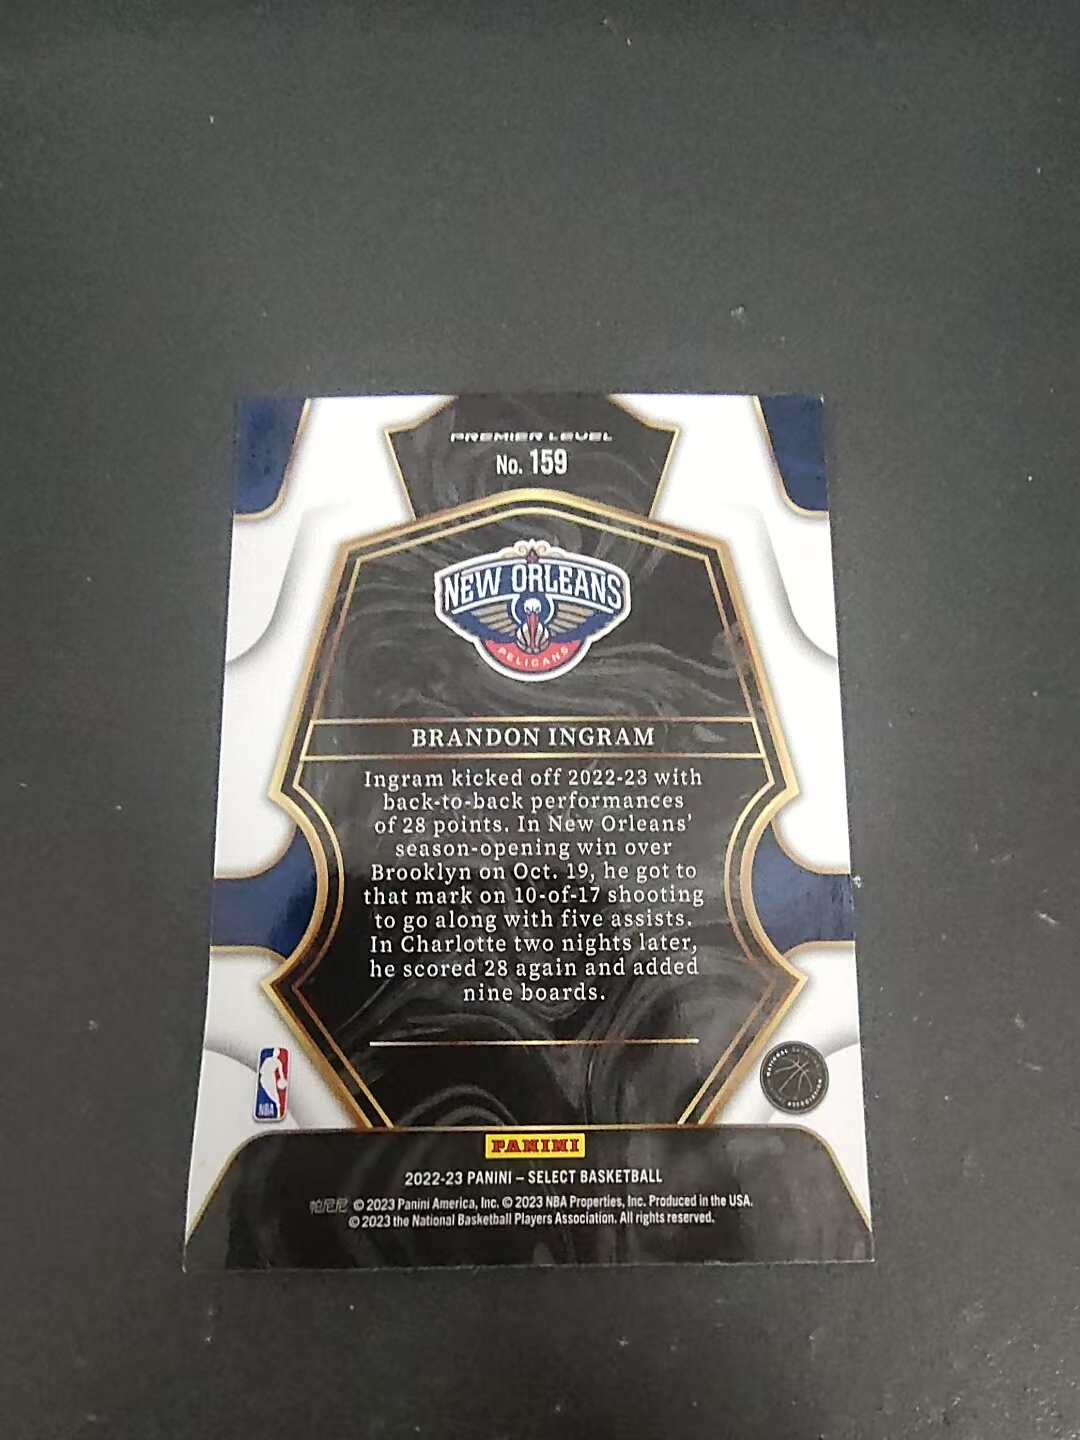 PREMIER LEVEL
No. 159
NEW ORLEANS
PELICANS
BRANDON INGRAM
Ingram kicked off 2022-23 with
back-to-back performances
of 28 points. In New Orleans'
season-opening win over
Brooklyn on Oct. 19, he got to
that mark on 10-of-17 shooting
to go along with five assists.
In Charlotte two nights later,
he scored 28 again and added
nine boards.
NBA
NATIONAL BASKETBALL
ASSOCIATION
PANINI
2022-23 PANINI – SELECT BASKETBALL
帕尼尼 © 2023 Panini America, Inc. © 2023 NBA Properties, Inc. Produced in the USA.
© 2023 the National Basketball Players Association. All rights reserved.